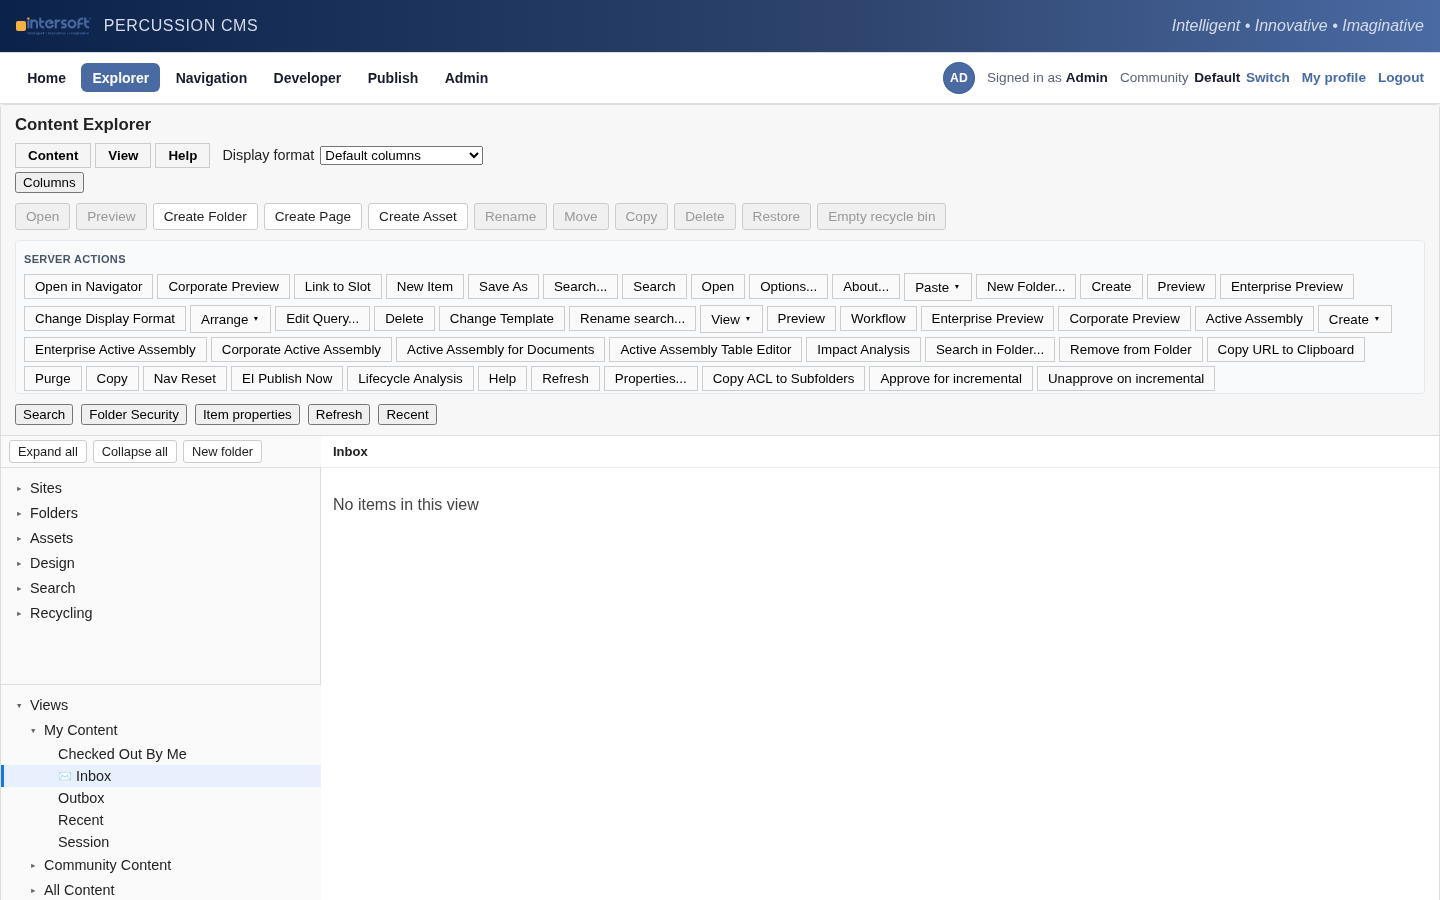 intersoft PERCUSSION CMS Intelligent • Innovative • Imaginative
Home Explorer Navigation Developer Publish Admin AD Signed in as Admin Community Default Switch My profile Logout
Content Explorer
Content View Help Display format Default columns
Columns
Open Preview Create Folder Create Page Create Asset Rename Move Copy Delete Restore Empty recycle bin
SERVER ACTIONS
Open in Navigator Corporate Preview Link to Slot New Item Save As Search... Search Open Options... About... Paste New Folder... Create Preview Enterprise Preview
Change Display Format Arrange Edit Query... Delete Change Template Rename search... View Preview Workflow Enterprise Preview Corporate Preview Active Assembly Create
Enterprise Active Assembly Corporate Active Assembly Active Assembly for Documents Active Assembly Table Editor Impact Analysis Search in Folder... Remove from Folder Copy URL to Clipboard
Purge Copy Nav Reset EI Publish Now Lifecycle Analysis Help Refresh Properties... Copy ACL to Subfolders Approve for incremental Unapprove on incremental
Search Folder Security Item properties Refresh Recent
Expand all Collapse all New folder Inbox
No items in this view
Sites
Folders
Assets
Design
Search
Recycling
Views
My Content
Checked Out By Me
Inbox
Outbox
Recent
Session
Community Content
All Content